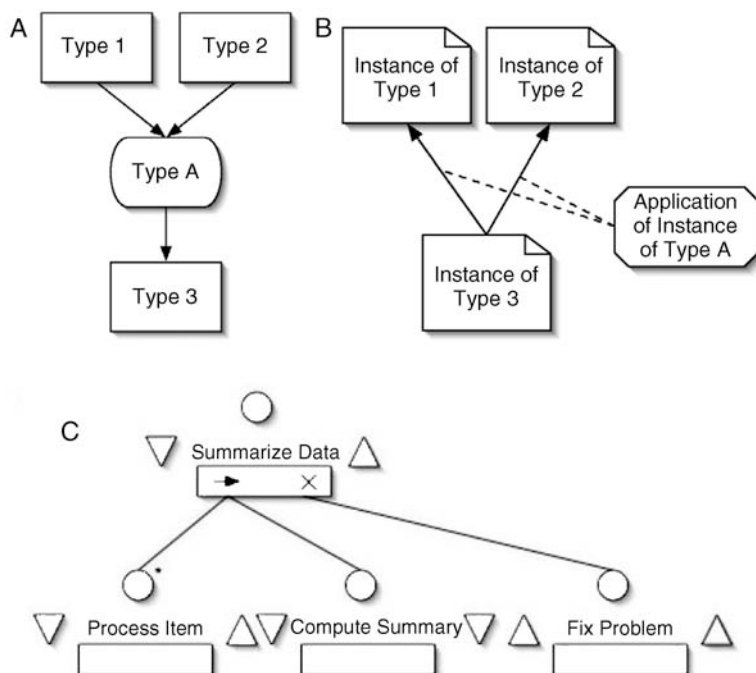 A
Type 1
Type 2
Type A
Type 3
B
Instance of
Type 1
Instance of
Type 2
Application
of Instance
of Type A
Instance of
Type 3
C
Summarize Data
*
Process Item
Compute Summary
Fix Problem